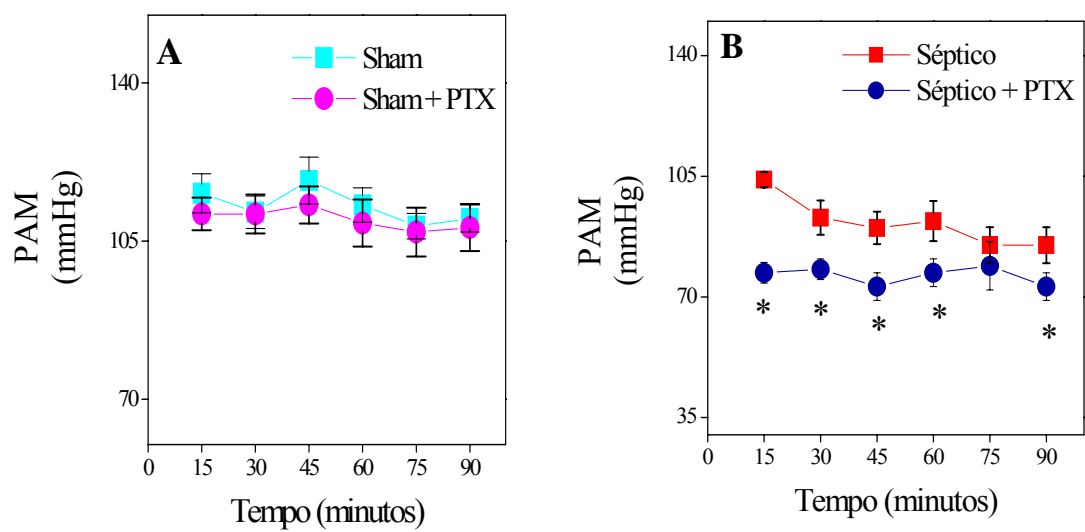 A
Sham
Sham + PTX
PAM
(mmHg)
140
105
70
0 15 30 45 60 75 90
Tempo (minutos)
B
Séptico
Séptico + PTX
PAM
(mmHg)
140
105
70
35
* * * * *
0 15 30 45 60 75 90
Tempo (minutos)